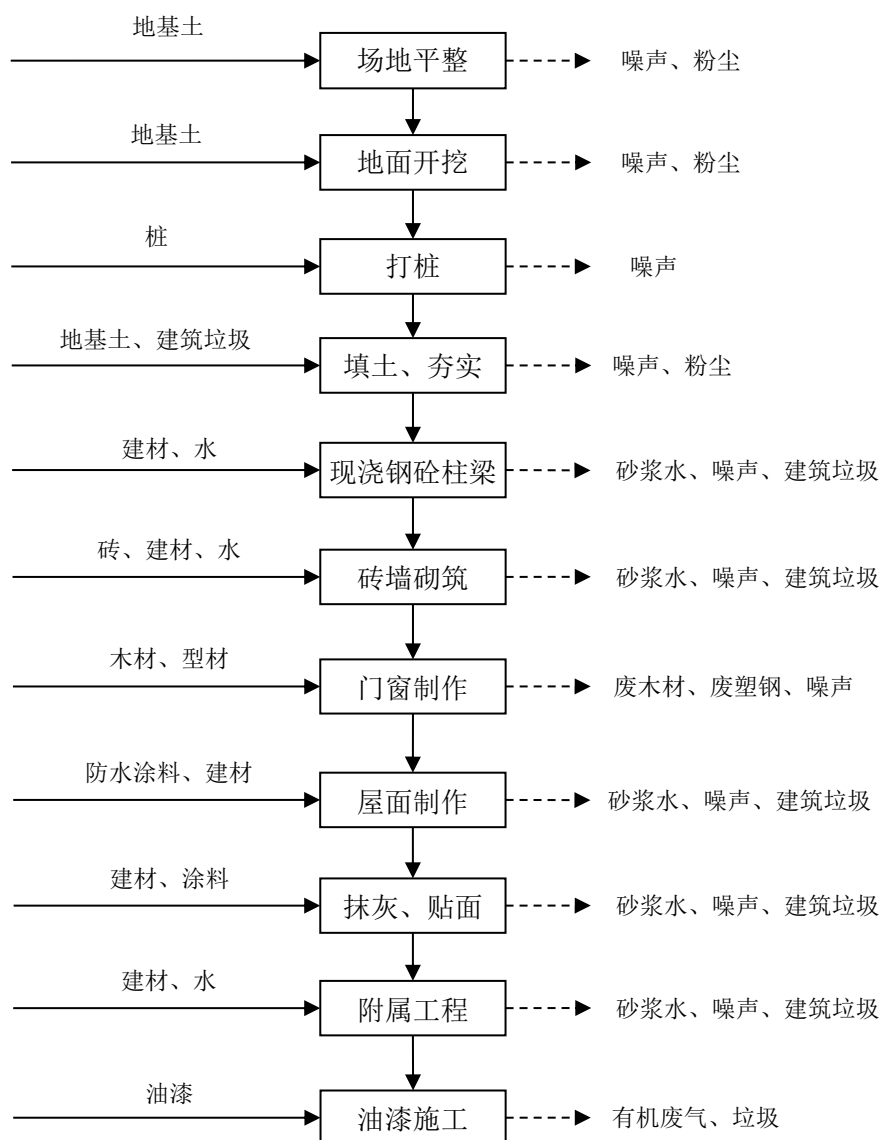 地基土
场地平整
噪声、粉尘
地基土
地面开挖
噪声、粉尘
桩
打桩
噪声
地基土、建筑垃圾
填土、夯实
噪声、粉尘
建材、水
现浇钢砼柱梁
砂浆水、噪声、建筑垃圾
砖、建材、水
砖墙砌筑
砂浆水、噪声、建筑垃圾
木材、型材
门窗制作
废木材、废塑钢、噪声
防水涂料、建材
屋面制作
砂浆水、噪声、建筑垃圾
建材、涂料
抹灰、贴面
砂浆水、噪声、建筑垃圾
建材、水
附属工程
砂浆水、噪声、建筑垃圾
油漆
油漆施工
有机废气、垃圾